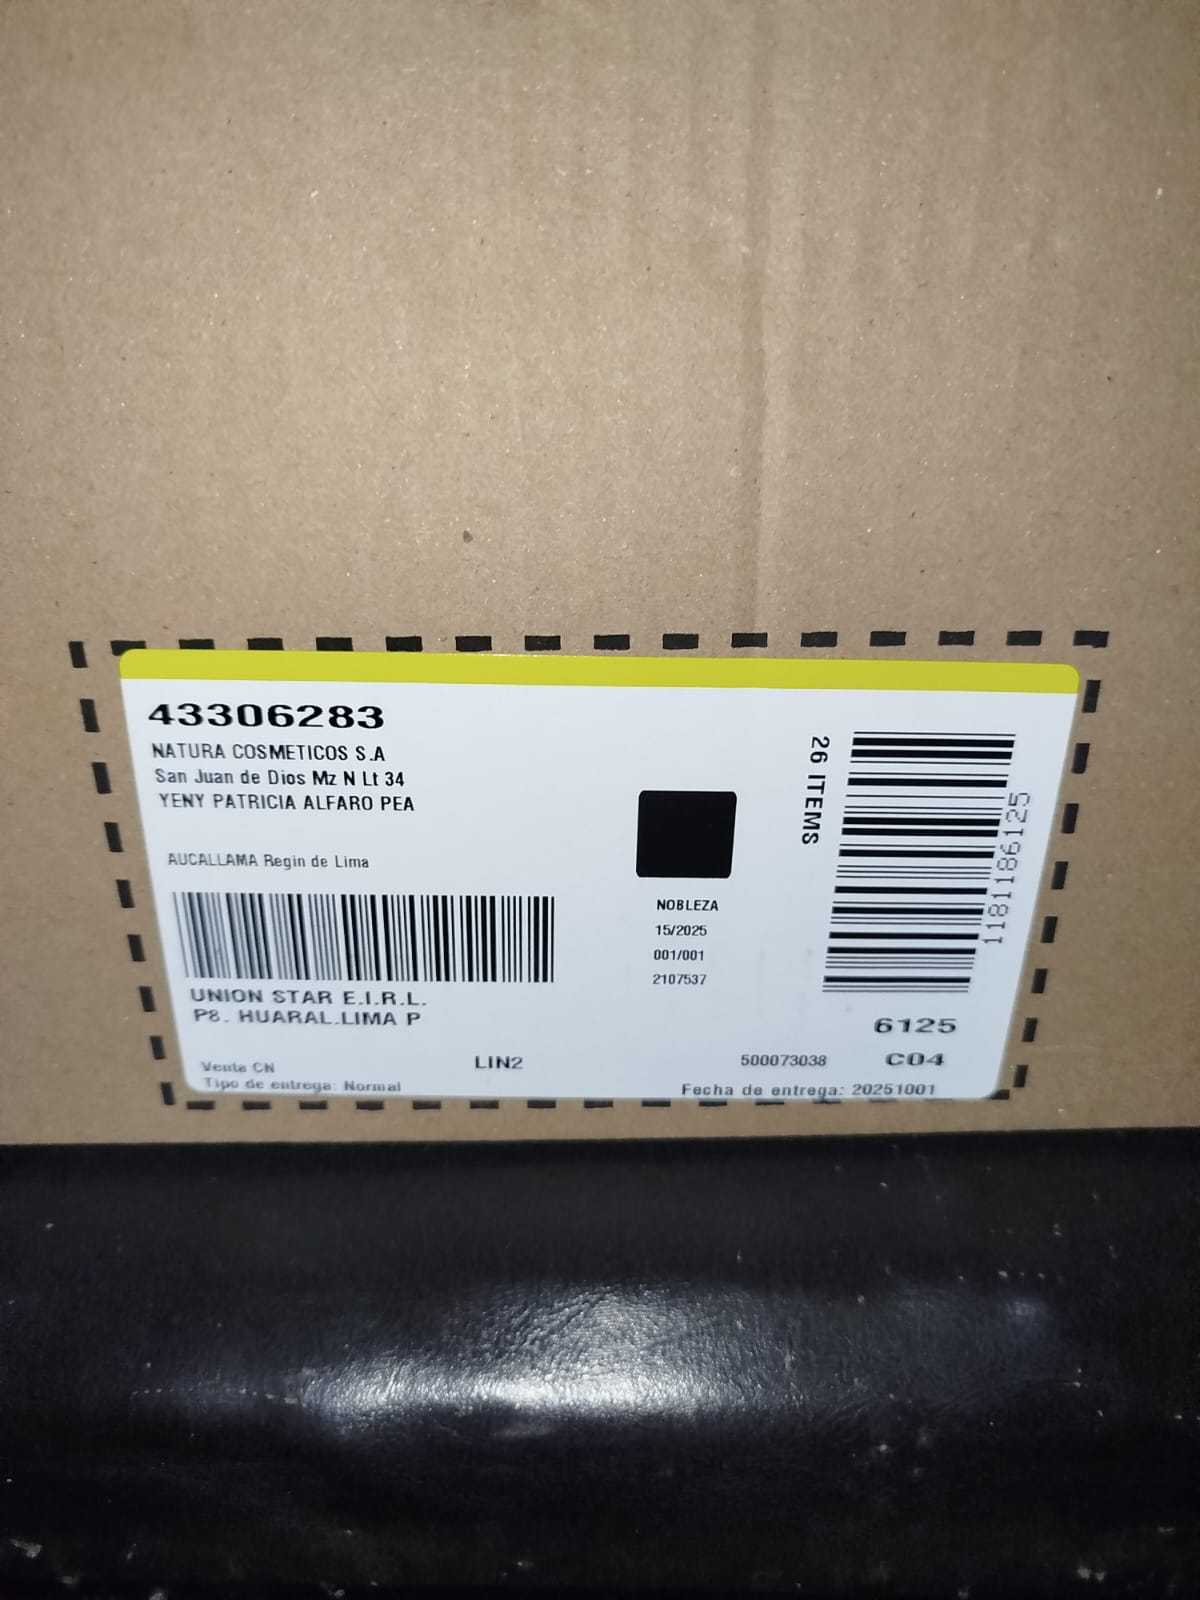 43306283
NATURA COSMETICOS S.A
San Juan de Dios Mz N Lt 34
YENY PATRICIA ALFARO PEA
AUCALLAMA Regin de Lima
UNION STAR E.I.R.L.
P8. HUARAL.LIMA P
Venta CN
Tipo de entrega: Normal
LIN2
NOBLEZA
15/2025
001/001
2107537
26 ITEMS
1181186125
6125
500073038
C04
Fecha de entrega: 20251001